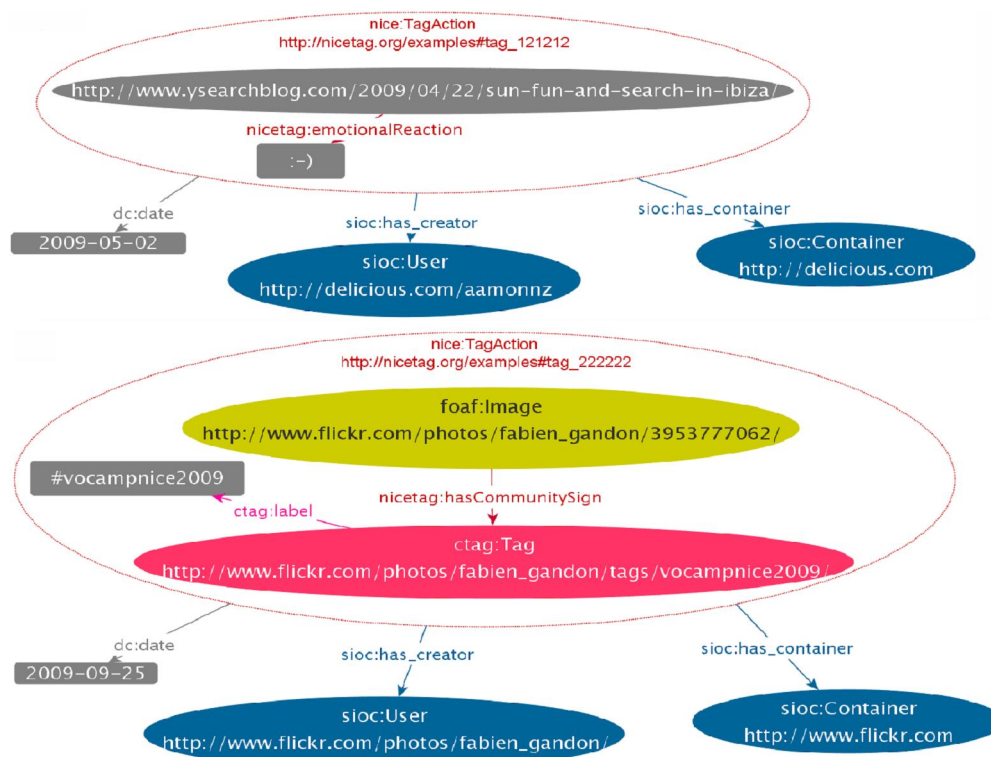 nice:TagAction
http://nicetag.org/examples#tag_121212
http://www.ysearchblog.com/2009/04/22/sun-fun-and-search-in-ibiza/
nicetag:emotionalReaction
:-)
dc:date
2009-05-02
sioc:has_creator
sioc:User
http://delicious.com/aamonnz
sioc:has_container
sioc:Container
http://delicious.com
nice:TagAction
http://nicetag.org/examples#tag_222222
foaf:Image
http://www.flickr.com/photos/fabien_gandon/3953777062/
#vocampnice2009
nicetag:hasCommunitySign
ctag:label
ctag:Tag
http://www.flickr.com/photos/fabien_gandon/tags/vocampnice2009/
dc:date
2009-09-25
sioc:has_creator
sioc:User
http://www.flickr.com/photos/fabien_gandon/
sioc:has_container
sioc:Container
http://www.flickr.com